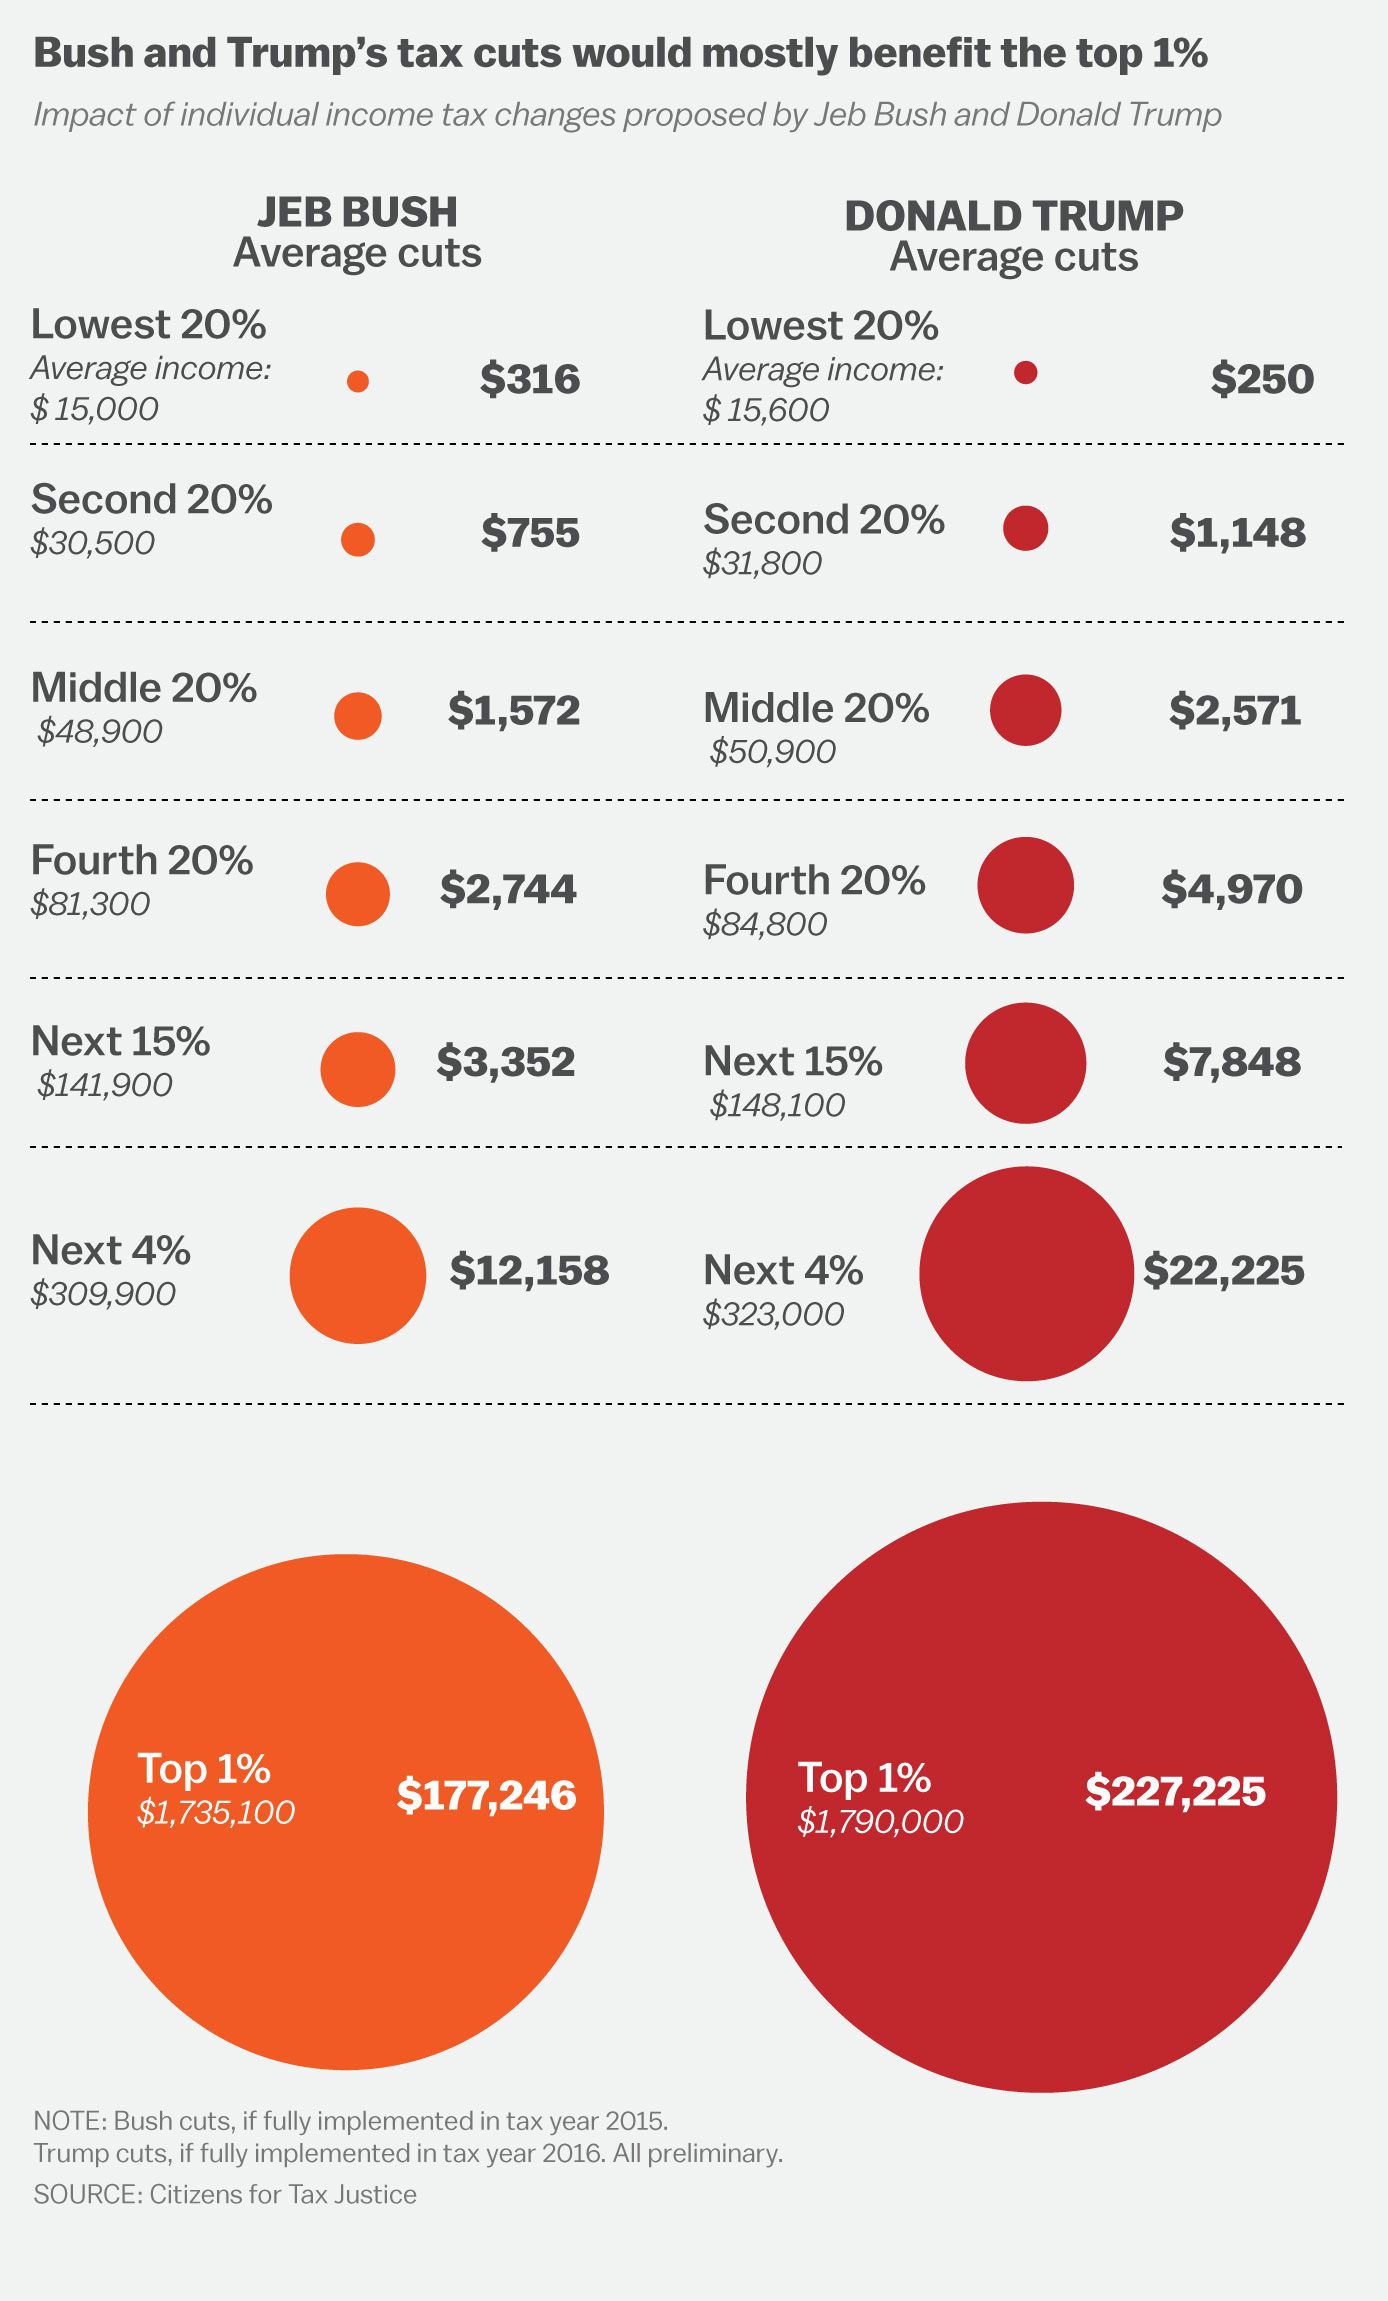 Bush and Trump's tax cuts would mostly benefit the top 1%
Impact of individual income tax changes proposed by Jeb Bush and Donald Trump
JEB BUSH
Average cuts
Lowest 20%
Average income:
$ 15,000
$316
Second 20%
$30,500
$755
Middle 20%
$48,900
$1,572
Fourth 20%
$81,300
$2,744
Next 15%
$141,900
$3,352
Next 4%
$309,900
$12,158
Top 1%
$1,735,100
$177,246
DONALD TRUMP
Average cuts
Lowest 20%
Average income:
$ 15,600
$250
Second 20%
$31,800
$1,148
Middle 20%
$50,900
$2,571
Fourth 20%
$84,800
$4,970
Next 15%
$148,100
$7,848
Next 4%
$323,000
$22,225
Top 1%
$1,790,000
$227,225
NOTE: Bush cuts, if fully implemented in tax year 2015.
Trump cuts, if fully implemented in tax year 2016. All preliminary.
SOURCE: Citizens for Tax Justice